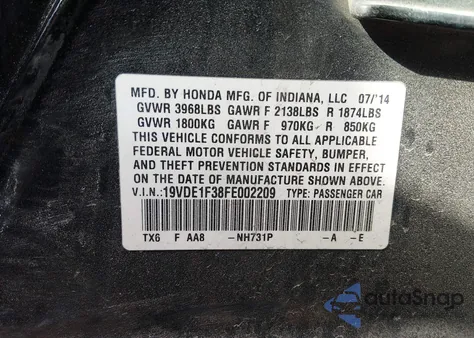 MFD. BY HONDA MFG. OF INDIANA, LLC 07/'14
GVWR 3968LBS GAWR F 2138LBS R 1874LBS
GVWR 1800KG GAWR F 970KG R 850KG
THIS VEHICLE CONFORMS TO ALL APPLICABLE
FEDERAL MOTOR VEHICLE SAFETY, BUMPER,
AND THEFT PREVENTION STANDARDS IN EFFECT
ON THE DATE OF MANUFACTURE SHOWN ABOVE.
V.I.N:19VDE1F38FE002209 TYPE: PASSENGER CAR
TX6 F AA8 -NH731P -A -E
autoSnap